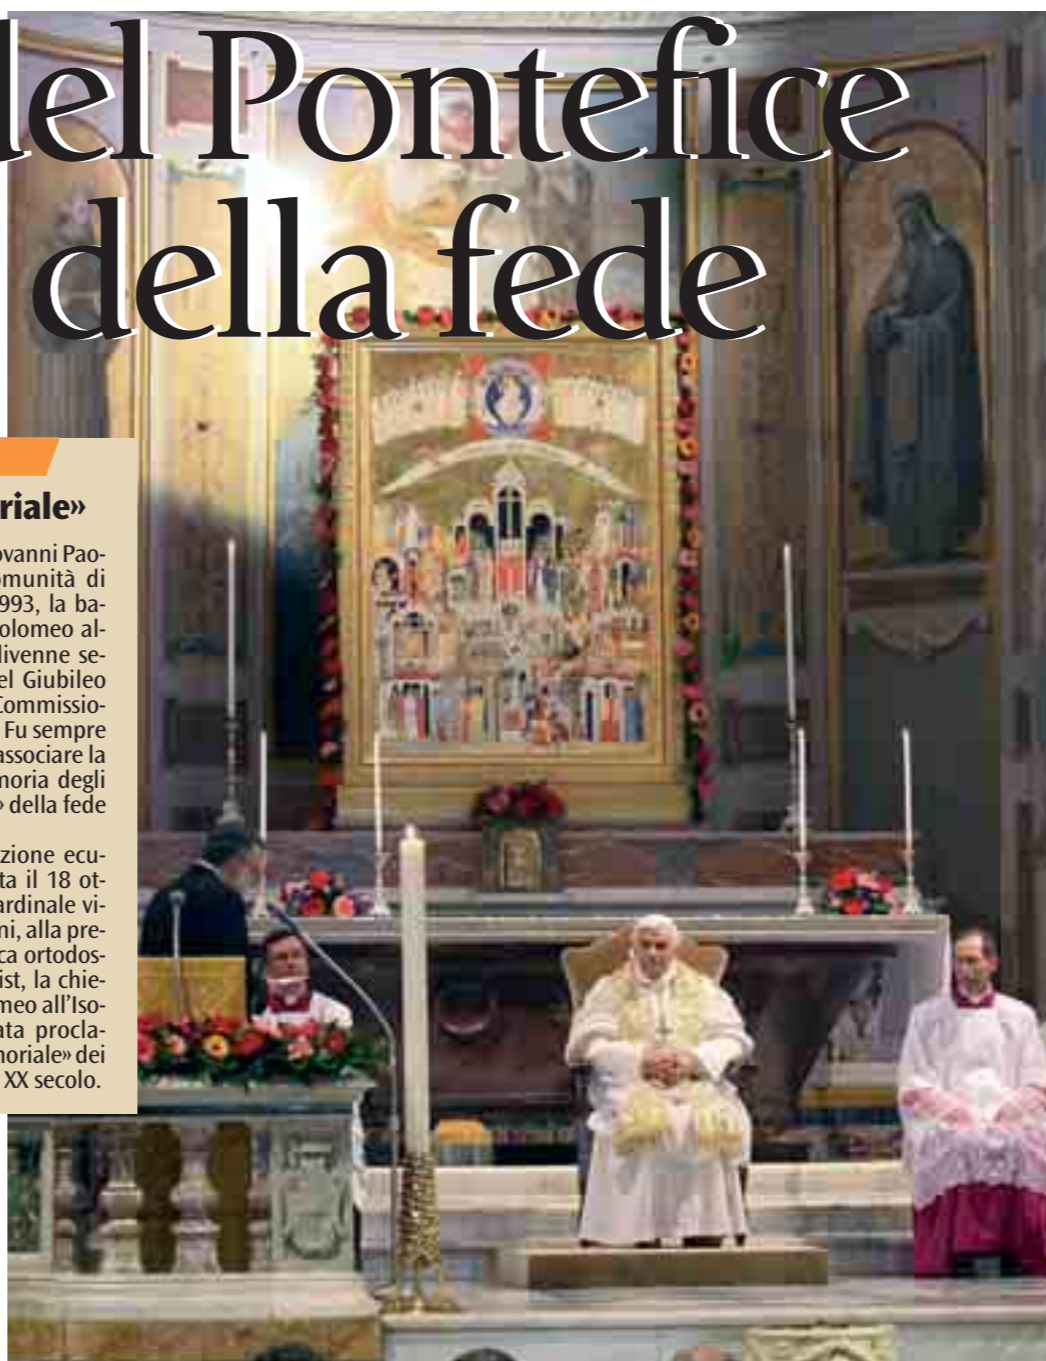 del Pontefice
della fede
riale»
ovanni Pao-
omunità di
993, la ba-
olomeo al-
divenne se-
el Giubileo
Commissio-
Fu sempre
associare la
moria degli
» della fede
zione ecu-
ta il 18 ot-
ardinale vi-
ni, alla pre-
ca ortodos-
ist, la chie-
meo all'Iso-
ata procla-
moriale» dei
XX secolo.